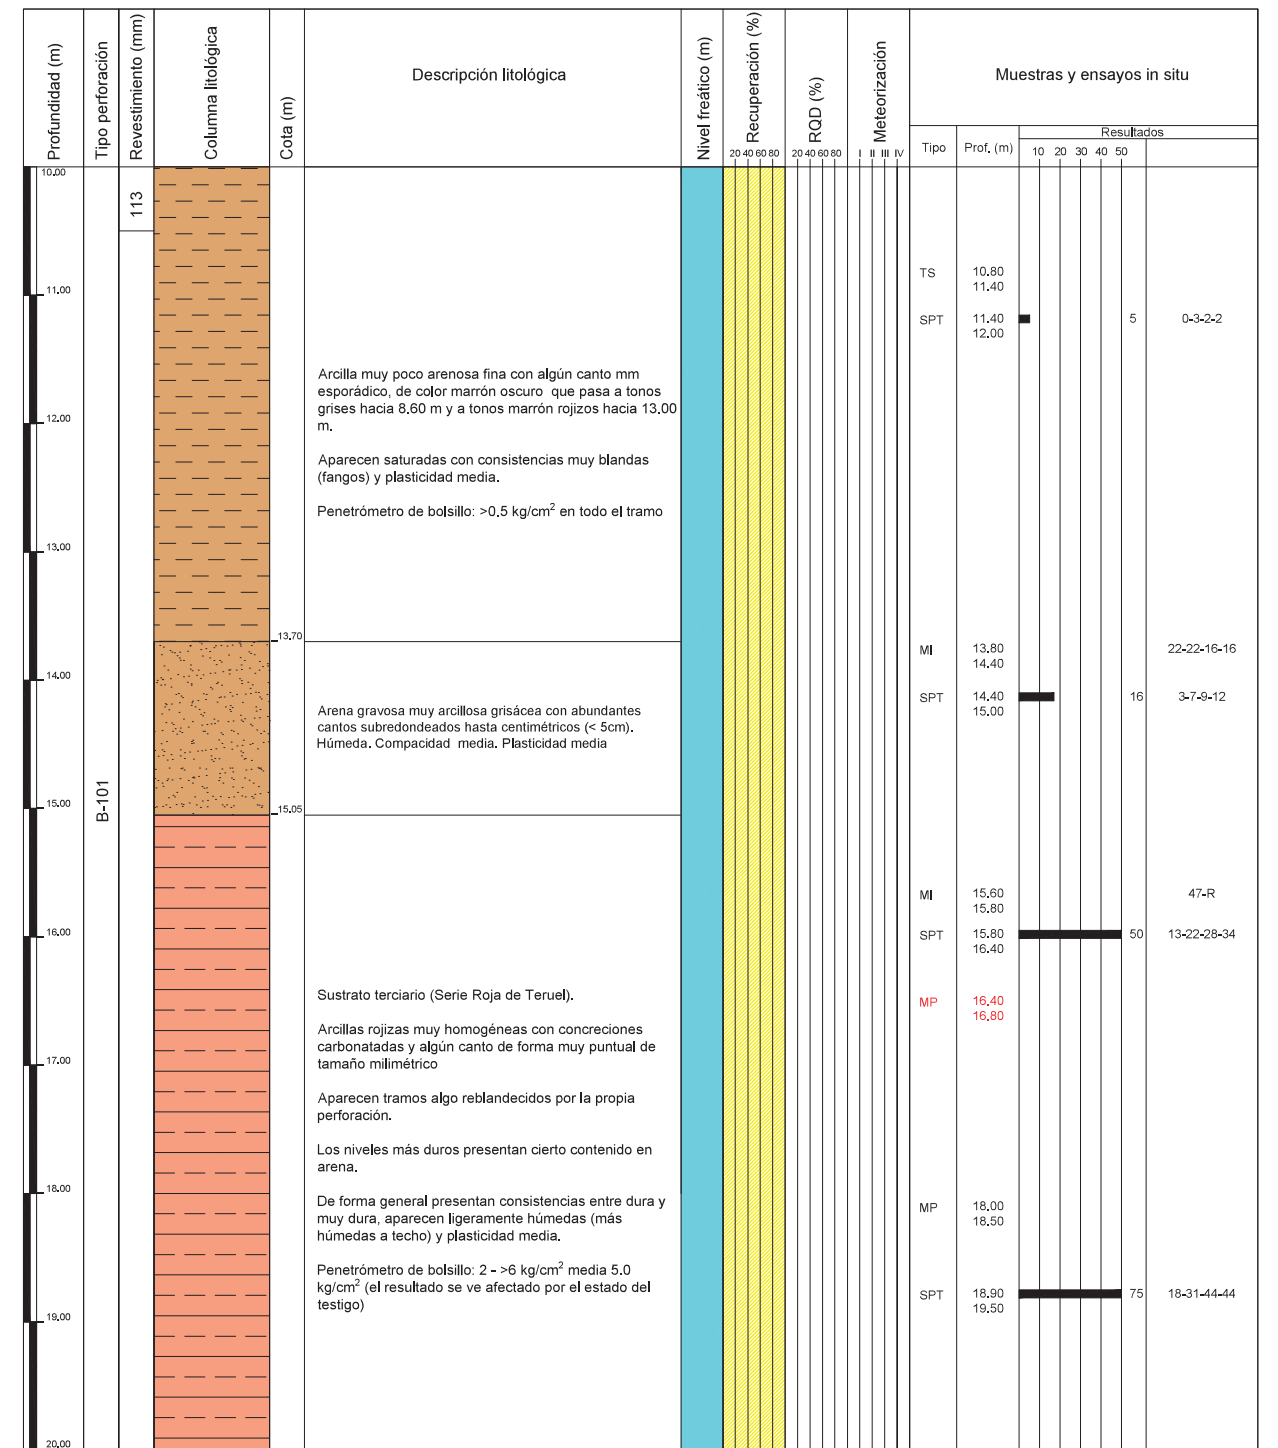 Profundidad (m)
Tipo perforación
Revestimiento (mm)
Columna litológica
Cota (m)
Descripción litológica
Nivel freático (m)
Recuperación (%)
20 40 60 80
RQD (%)
20 40 60 80
Meteorización
I II III IV
Muestras y ensayos in situ
Resultados
Tipo
Prof. (m)
10 20 30 40 50
10.00
113
TS 10.80
11.40
11.00
SPT 11.40 5 0-3-2-2
12.00
Arcilla muy poco arenosa fina con algún canto mm
esporádico, de color marrón oscuro que pasa a tonos
grises hacia 8.60 m y a tonos marrón rojizos hacia 13.00
m.
12.00
Aparecen saturadas con consistencias muy blandas
(fangos) y plasticidad media.
Penetrómetro de bolsillo: >0.5 kg/cm² en todo el tramo
13.00
13.70
MI 13.80 22-22-16-16
14.40
14.00
SPT 14.40 16 3-7-9-12
15.00
Arena gravosa muy arcillosa grisácea con abundantes
cantos subredondeados hasta centimétricos (< 5cm).
Húmeda. Compacidad media. Plasticidad media
B-101
15.00
15.05
MI 15.60 47-R
15.80
16.00
SPT 15.80 50 13-22-28-34
16.40
Sustrato terciario (Serie Roja de Teruel).
MP 16.40
16.80
Arcillas rojizas muy homogéneas con concreciones
carbonatadas y algún canto de forma muy puntual de
tamaño milimétrico
17.00
Aparecen tramos algo reblandecidos por la propia
perforación.
Los niveles más duros presentan cierto contenido en
arena.
18.00
De forma general presentan consistencias entre dura y
muy dura, aparecen ligeramente húmedas (más
húmedas a techo) y plasticidad media.
MP 18.00
18.50
Penetrómetro de bolsillo: 2 - >6 kg/cm² media 5.0
kg/cm² (el resultado se ve afectado por el estado del
testigo)
SPT 18.90 75 18-31-44-44
19.50
19.00
20.00